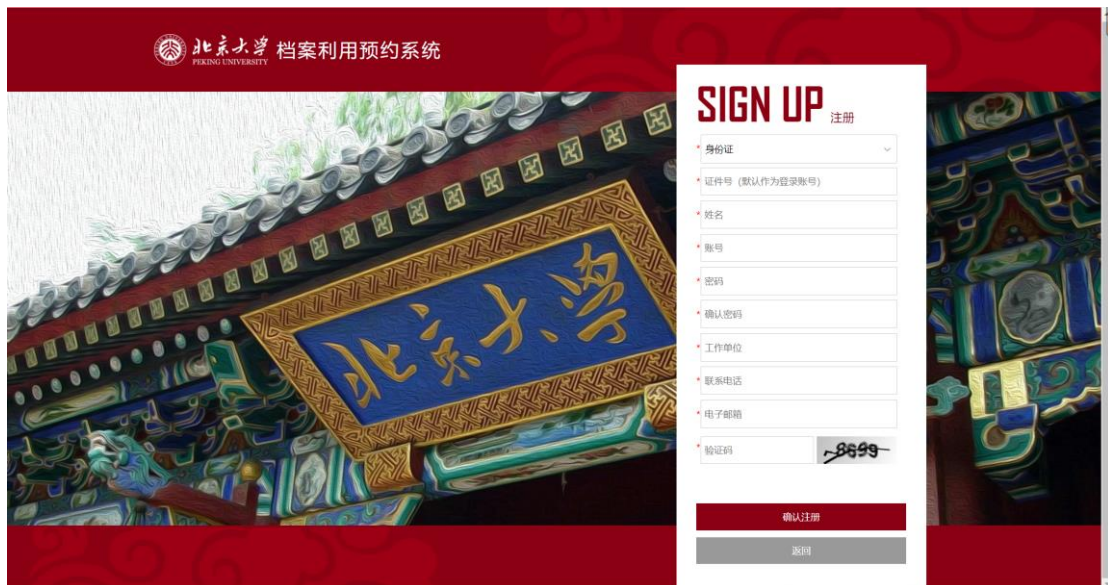 北京大学 档案利用预约系统
PEKING UNIVERSITY
SIGN UP 注册
* 身份证
* 证件号（默认作为登录账号）
* 姓名
* 账号
* 密码
* 确认密码
* 工作单位
* 联系电话
* 电子邮箱
* 验证码 8699
确认注册
返回
北京大学